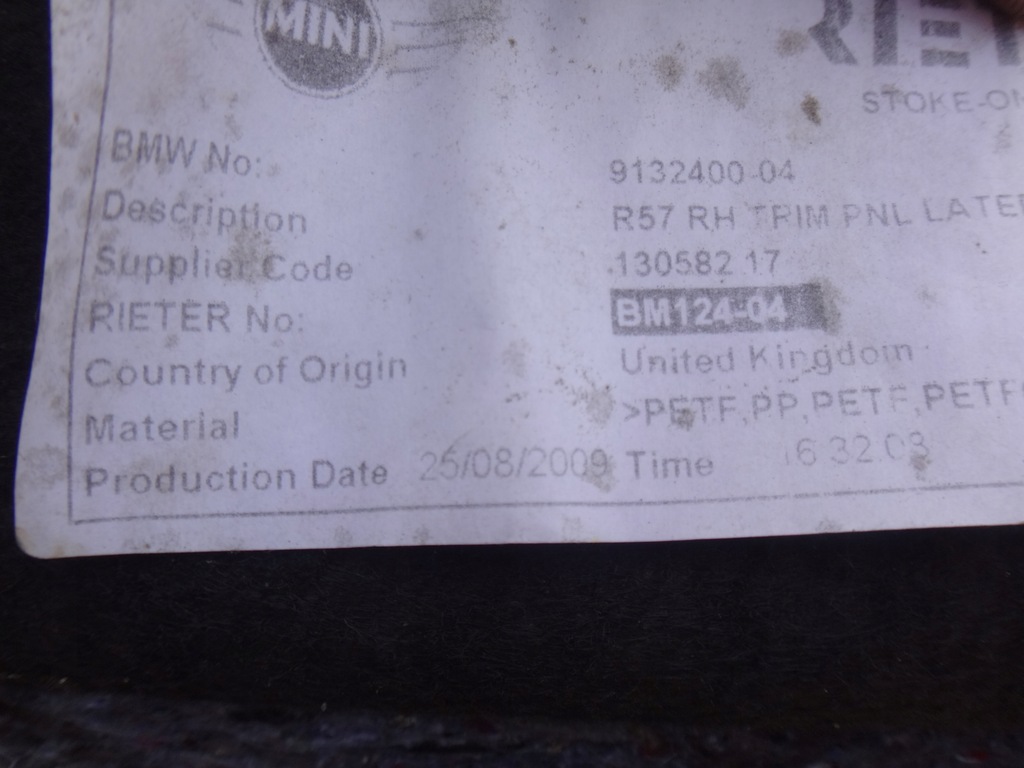 MINI
STOKE-ON
BMW No: 9132400-04
Description R57 RH TRIM PNL LATE
Supplier Code 130582 17
RIETER No: BM124-04
Country of Origin United Kingdom
Material >PETF,PP,PETF,PETF
Production Date 25/08/2009 Time 16 32.03